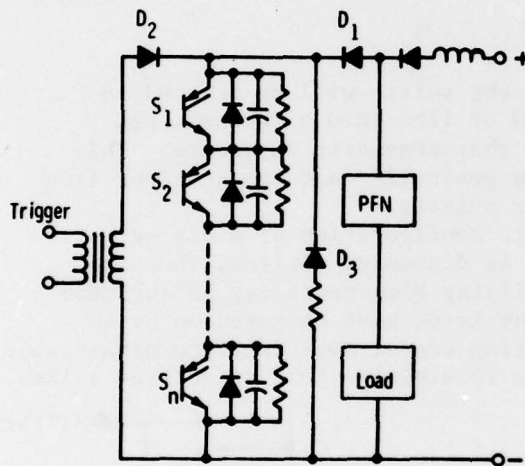 D2
D1
+
S1
S2
Trigger
PFN
D3
Sn
Load
-